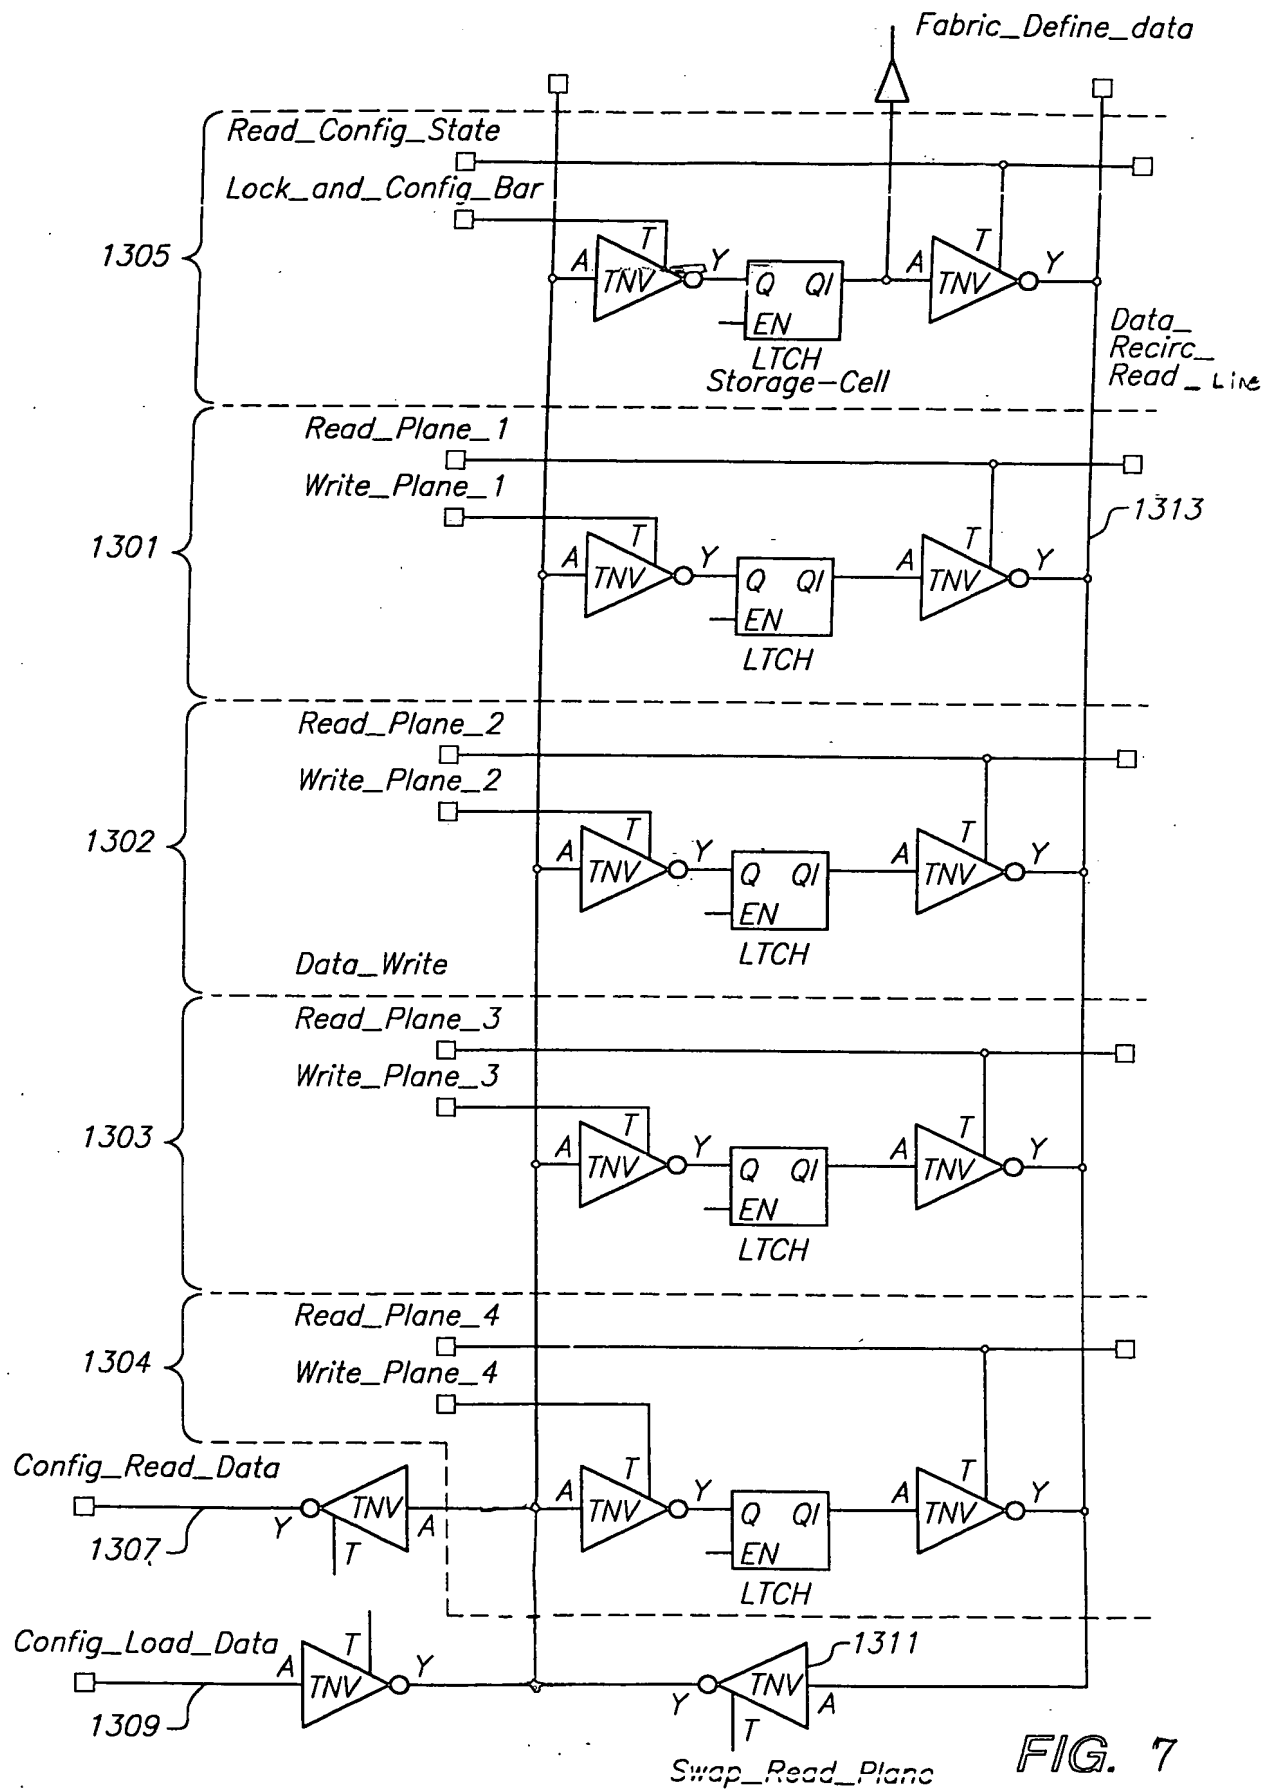 Fabric_Define_data
Read_Config_State
Lock_and_Config_Bar
1305
T
T
A TNV Y Q QI A TNV Y
EN
LTCH
Storage-Cell
Data_
Recirc_
Read_Line
Read_Plane_1
Write_Plane_1
1313
1301
T
T
A TNV Y Q QI A TNV Y
EN
LTCH
Read_Plane_2
Write_Plane_2
1302
T
T
A TNV Y Q QI A TNV Y
EN
LTCH
Data_Write
Read_Plane_3
Write_Plane_3
1303
T
T
A TNV Y Q QI A TNV Y
EN
LTCH
Read_Plane_4
Write_Plane_4
1304
Config_Read_Data
T
T
Y TNV A A TNV Y Q QI A TNV Y
T
EN
1307
LTCH
Config_Load_Data
T
1311
A TNV Y Y TNV A
T
1309
Swap_Read_Plane
FIG. 7